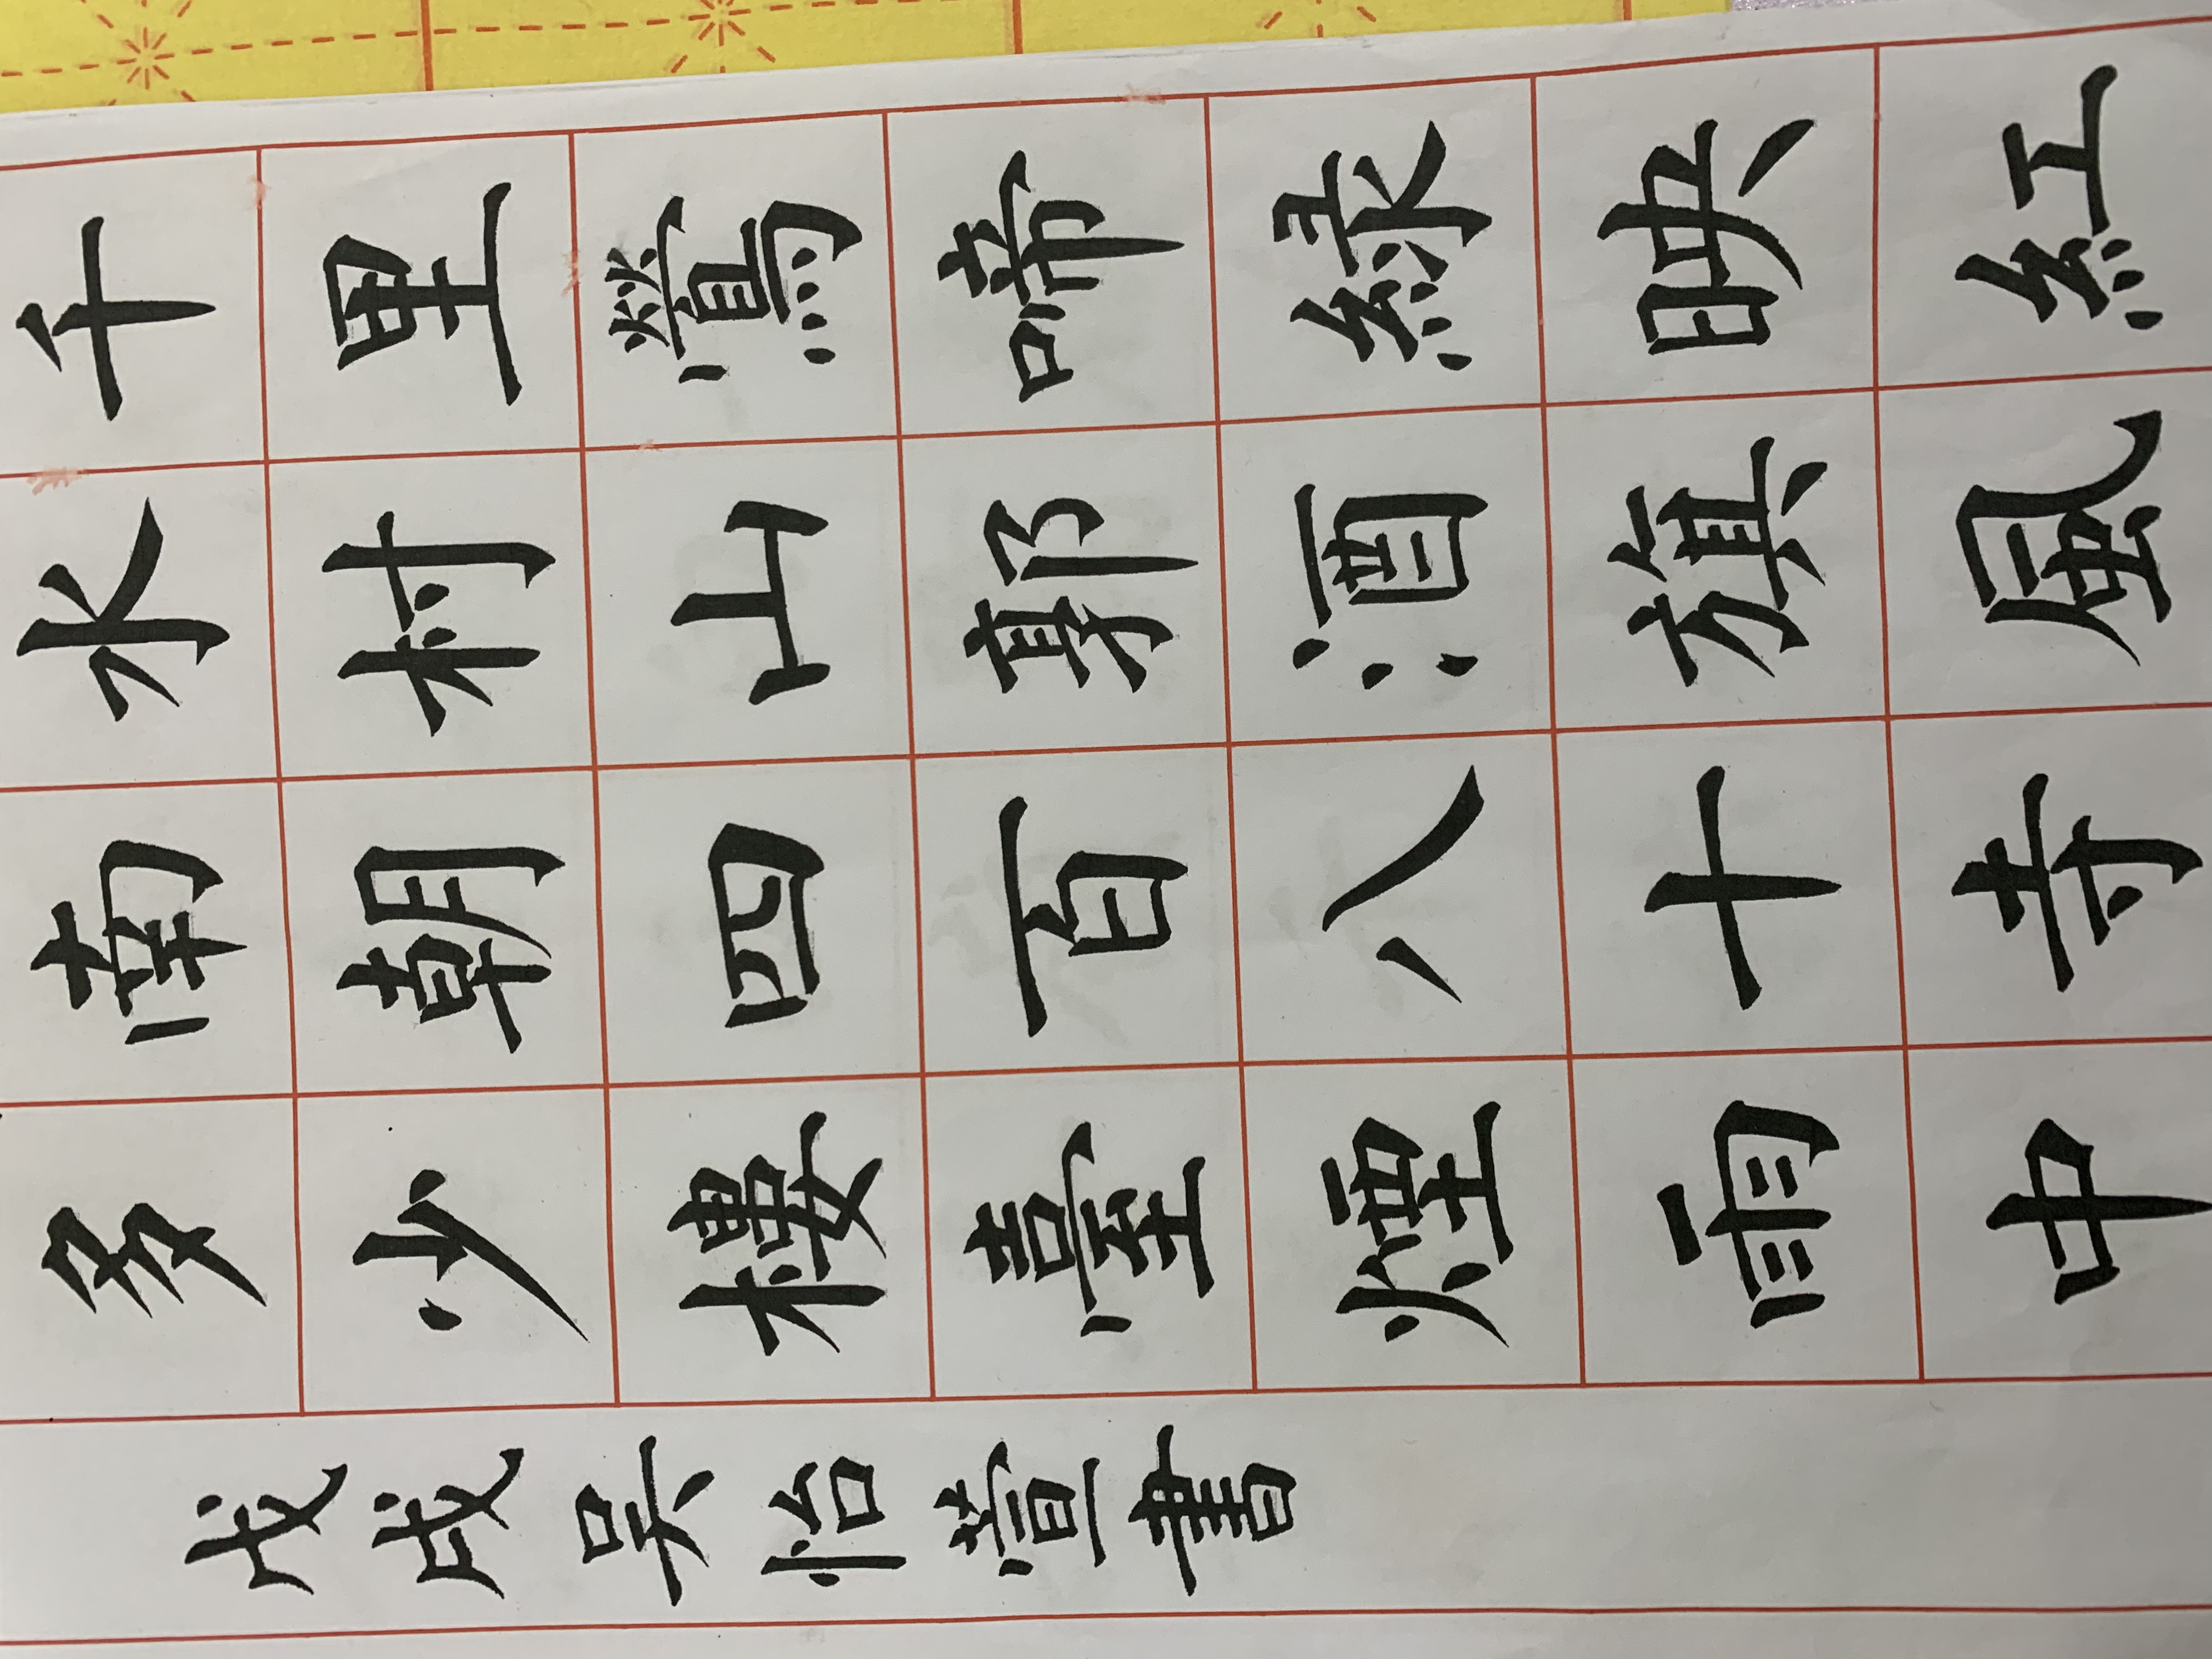 千里鶯啼緑映紅
水村山郭酒旗風
南朝四百八十寺
多少樓臺煙雨中
戊戌吴怡萱書